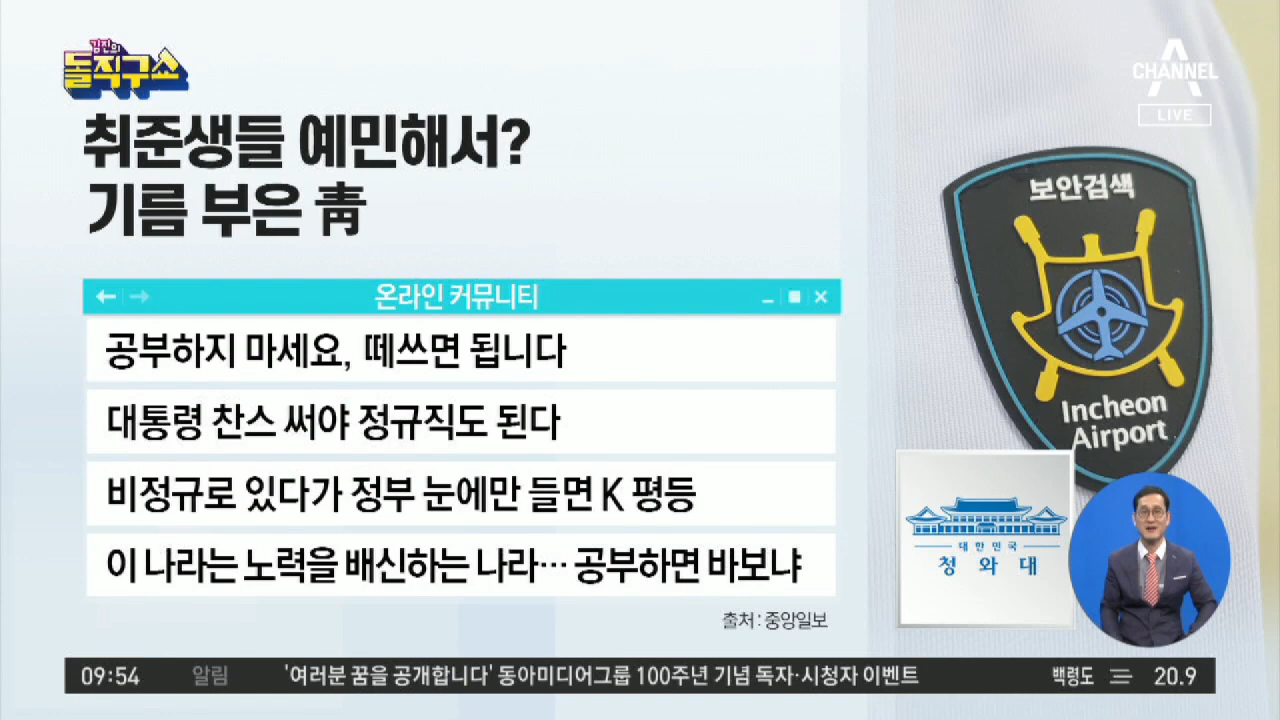 김진의
돌직구쇼
CHANNEL A
LIVE
취준생들 예민해서?
기름 부은 靑
온라인 커뮤니티
공부하지 마세요, 떼쓰면 됩니다
대통령 찬스 써야 정규직도 된다
비정규로 있다가 정부 눈에만 들면 K 평등
이 나라는 노력을 배신하는 나라… 공부하면 바보냐
출처 : 중앙일보
보안검색
Incheon
Airport
대한민국
청와대
09:54 알림 '여러분 꿈을 공개합니다' 동아미디어그룹 100주년 기념 독자·시청자 이벤트 백령도 20.9